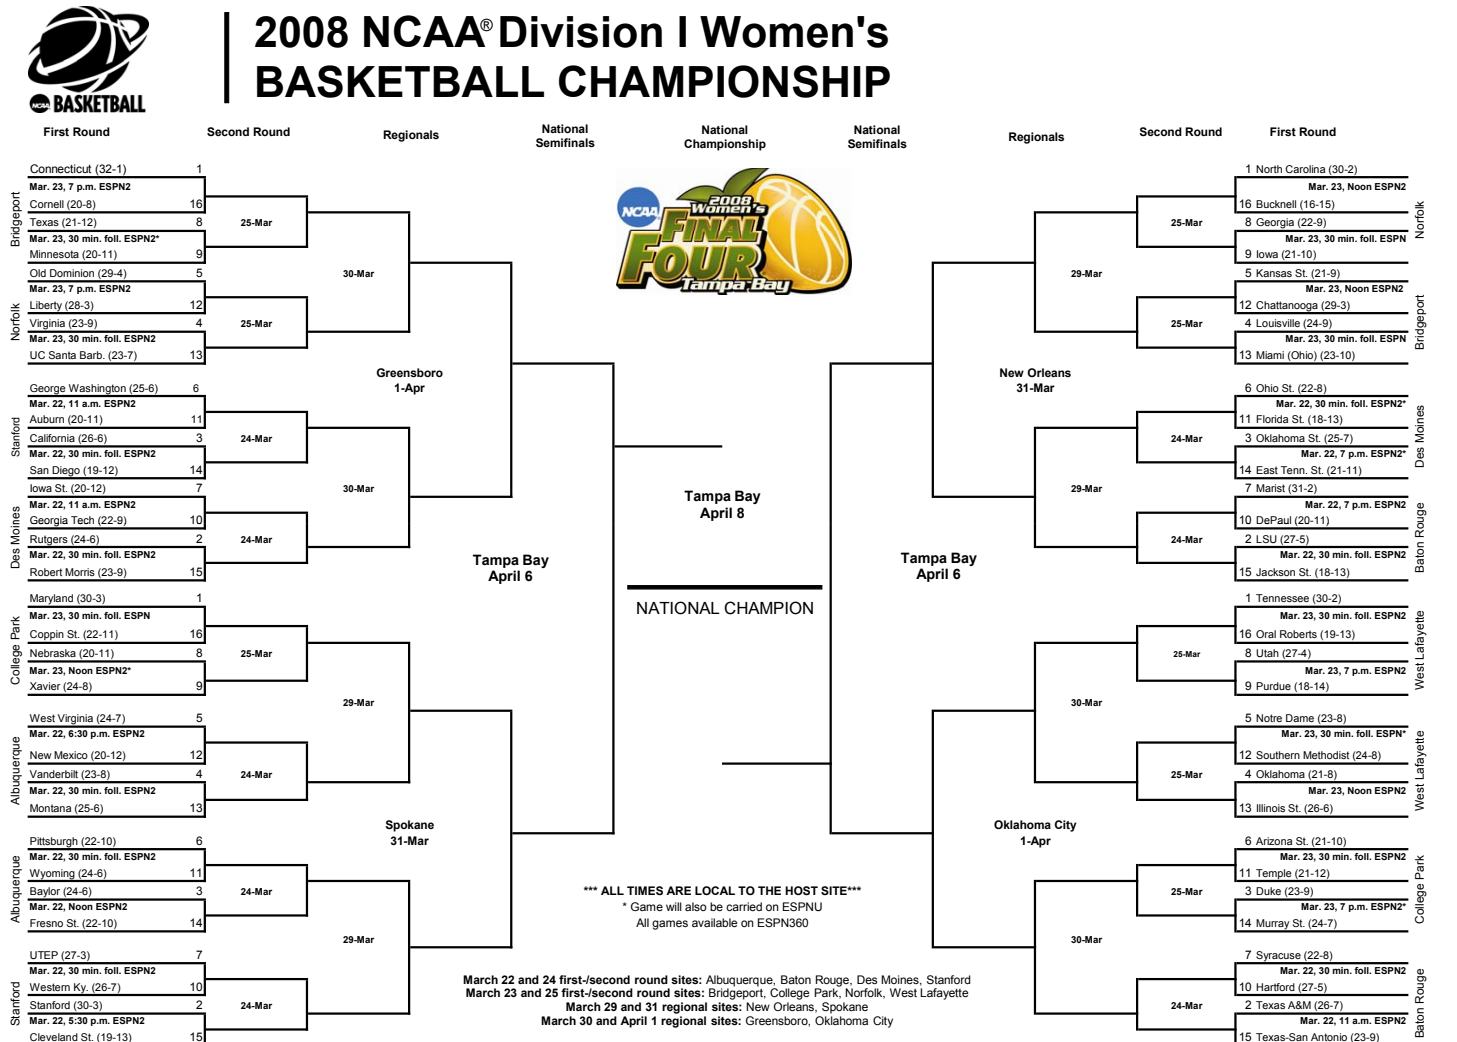 2008 NCAA® Division I Women's
BASKETBALL CHAMPIONSHIP
NCAA BASKETBALL
First Round
Second Round
Regionals
National
Semifinals
National
Championship
National
Semifinals
Regionals
Second Round
First Round
Bridgeport
Connecticut (32-1) 1
Mar. 23, 7 p.m. ESPN2
Cornell (20-8) 16
Texas (21-12) 8
Mar. 23, 30 min. foll. ESPN2*
Minnesota (20-11) 9
25-Mar
Norfolk
Old Dominion (29-4) 5
Mar. 23, 7 p.m. ESPN2
Liberty (28-3) 12
Virginia (23-9) 4
Mar. 23, 30 min. foll. ESPN2
UC Santa Barb. (23-7) 13
25-Mar
30-Mar
Greensboro
1-Apr
Stanford
George Washington (25-6) 6
Mar. 22, 11 a.m. ESPN2
Auburn (20-11) 11
California (26-6) 3
Mar. 22, 30 min. foll. ESPN2
San Diego (19-12) 14
24-Mar
Des Moines
Iowa St. (20-12) 7
Mar. 22, 11 a.m. ESPN2
Georgia Tech (22-9) 10
Rutgers (24-6) 2
Mar. 22, 30 min. foll. ESPN2
Robert Morris (23-9) 15
24-Mar
30-Mar
Tampa Bay
April 6
College Park
Maryland (30-3) 1
Mar. 23, 30 min. foll. ESPN
Coppin St. (22-11) 16
Nebraska (20-11) 8
Mar. 23, Noon ESPN2*
Xavier (24-8) 9
25-Mar
Albuquerque
West Virginia (24-7) 5
Mar. 22, 6:30 p.m. ESPN2
New Mexico (20-12) 12
Vanderbilt (23-8) 4
Mar. 22, 30 min. foll. ESPN2
Montana (25-6) 13
24-Mar
29-Mar
Spokane
31-Mar
Albuquerque
Pittsburgh (22-10) 6
Mar. 22, 30 min. foll. ESPN2
Wyoming (24-6) 11
Baylor (24-6) 3
Mar. 22, Noon ESPN2
Fresno St. (22-10) 14
24-Mar
Stanford
UTEP (27-3) 7
Mar. 22, 30 min. foll. ESPN2
Western Ky. (26-7) 10
Stanford (30-3) 2
Mar. 22, 5:30 p.m. ESPN2
Cleveland St. (19-13) 15
24-Mar
29-Mar
NCAA
2008
Women's
FINAL
FOUR
Tampa Bay
Tampa Bay
April 8
NATIONAL CHAMPION
*** ALL TIMES ARE LOCAL TO THE HOST SITE***
* Game will also be carried on ESPNU
All games available on ESPN360
March 22 and 24 first-/second round sites: Albuquerque, Baton Rouge, Des Moines, Stanford
March 23 and 25 first-/second round sites: Bridgeport, College Park, Norfolk, West Lafayette
March 29 and 31 regional sites: New Orleans, Spokane
March 30 and April 1 regional sites: Greensboro, Oklahoma City
Norfolk
1 North Carolina (30-2)
Mar. 23, Noon ESPN2
16 Bucknell (16-15)
8 Georgia (22-9)
Mar. 23, 30 min. foll. ESPN
9 Iowa (21-10)
25-Mar
Bridgeport
5 Kansas St. (21-9)
Mar. 23, Noon ESPN2
12 Chattanooga (29-3)
4 Louisville (24-9)
Mar. 23, 30 min. foll. ESPN
13 Miami (Ohio) (23-10)
25-Mar
29-Mar
New Orleans
31-Mar
Des Moines
6 Ohio St. (22-8)
Mar. 22, 30 min. foll. ESPN2*
11 Florida St. (18-13)
3 Oklahoma St. (25-7)
Mar. 22, 7 p.m. ESPN2*
14 East Tenn. St. (21-11)
24-Mar
Baton Rouge
7 Marist (31-2)
Mar. 22, 7 p.m. ESPN2
10 DePaul (20-11)
2 LSU (27-5)
Mar. 22, 30 min. foll. ESPN2
15 Jackson St. (18-13)
24-Mar
29-Mar
Tampa Bay
April 6
West Lafayette
1 Tennessee (30-2)
Mar. 23, 30 min. foll. ESPN2
16 Oral Roberts (19-13)
8 Utah (27-4)
Mar. 23, 7 p.m. ESPN2
9 Purdue (18-14)
25-Mar
West Lafayette
5 Notre Dame (23-8)
Mar. 23, 30 min. foll. ESPN*
12 Southern Methodist (24-8)
4 Oklahoma (21-8)
Mar. 23, Noon ESPN2
13 Illinois St. (26-6)
25-Mar
30-Mar
Oklahoma City
1-Apr
College Park
6 Arizona St. (21-10)
Mar. 23, 30 min. foll. ESPN2
11 Temple (21-12)
3 Duke (23-9)
Mar. 23, 7 p.m. ESPN2*
14 Murray St. (24-7)
25-Mar
Baton Rouge
7 Syracuse (22-8)
Mar. 22, 30 min. foll. ESPN2
10 Hartford (27-5)
2 Texas A&M (26-7)
Mar. 22, 11 a.m. ESPN2
15 Texas-San Antonio (23-9)
24-Mar
30-Mar